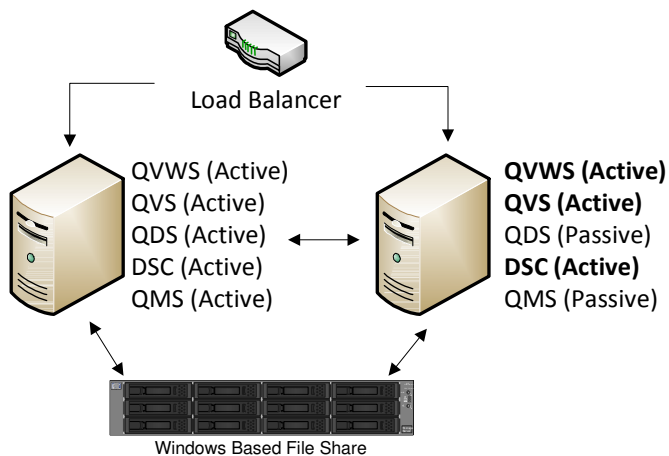 Load Balancer
QVWS (Active)
QVS (Active)
QDS (Active)
DSC (Active)
QMS (Active)
QVWS (Active)
QVS (Active)
QDS (Passive)
DSC (Active)
QMS (Passive)
Windows Based File Share